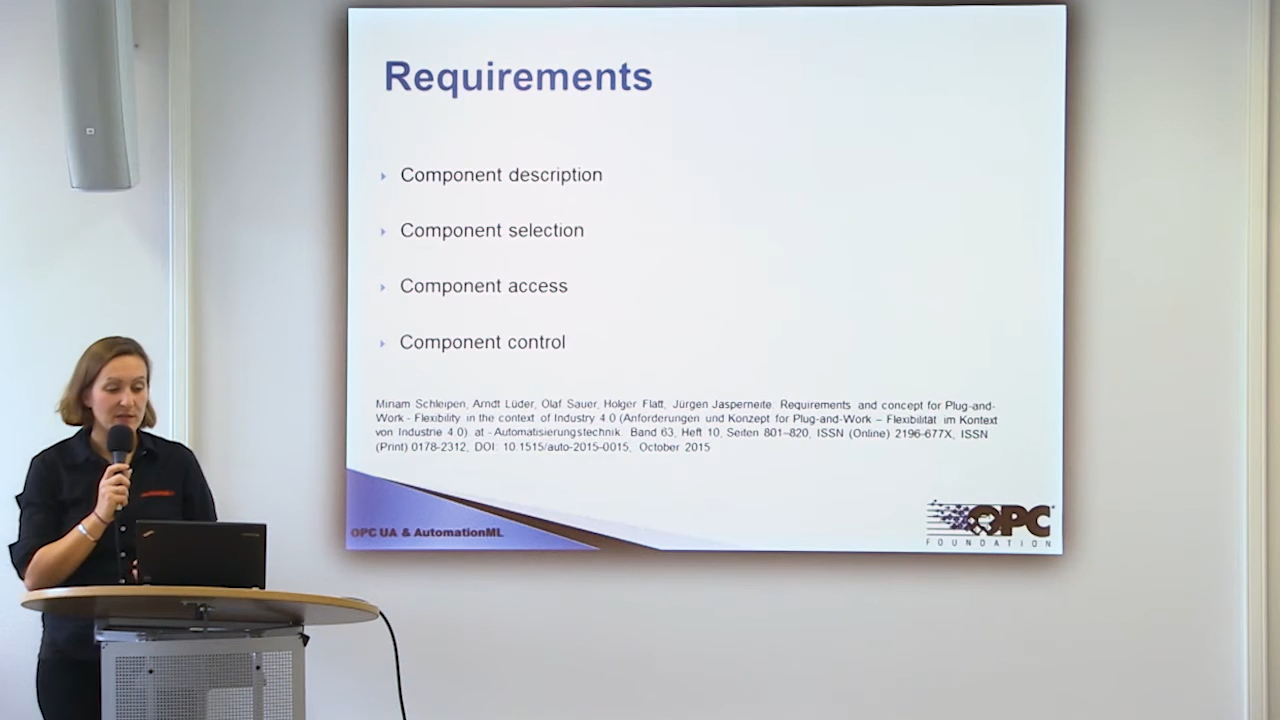 Requirements
Component description
Component selection
Component access
Component control
Miriam Schleipen, Arndt Lüder, Olaf Sauer, Holger Flatt, Jürgen Jasperneite: Requirements and concept for Plug-and-
Work - Flexibility in the context of Industry 4.0 (Anforderungen und Konzept für Plug-and-Work – Flexibilität im Kontext
von Industrie 4.0). at - Automatisierungstechnik. Band 63, Heft 10, Seiten 801–820, ISSN (Online) 2196-677X, ISSN
(Print) 0178-2312, DOI: 10.1515/auto-2015-0015, October 2015
OPC UA & AutomationML
OPC
FOUNDATION